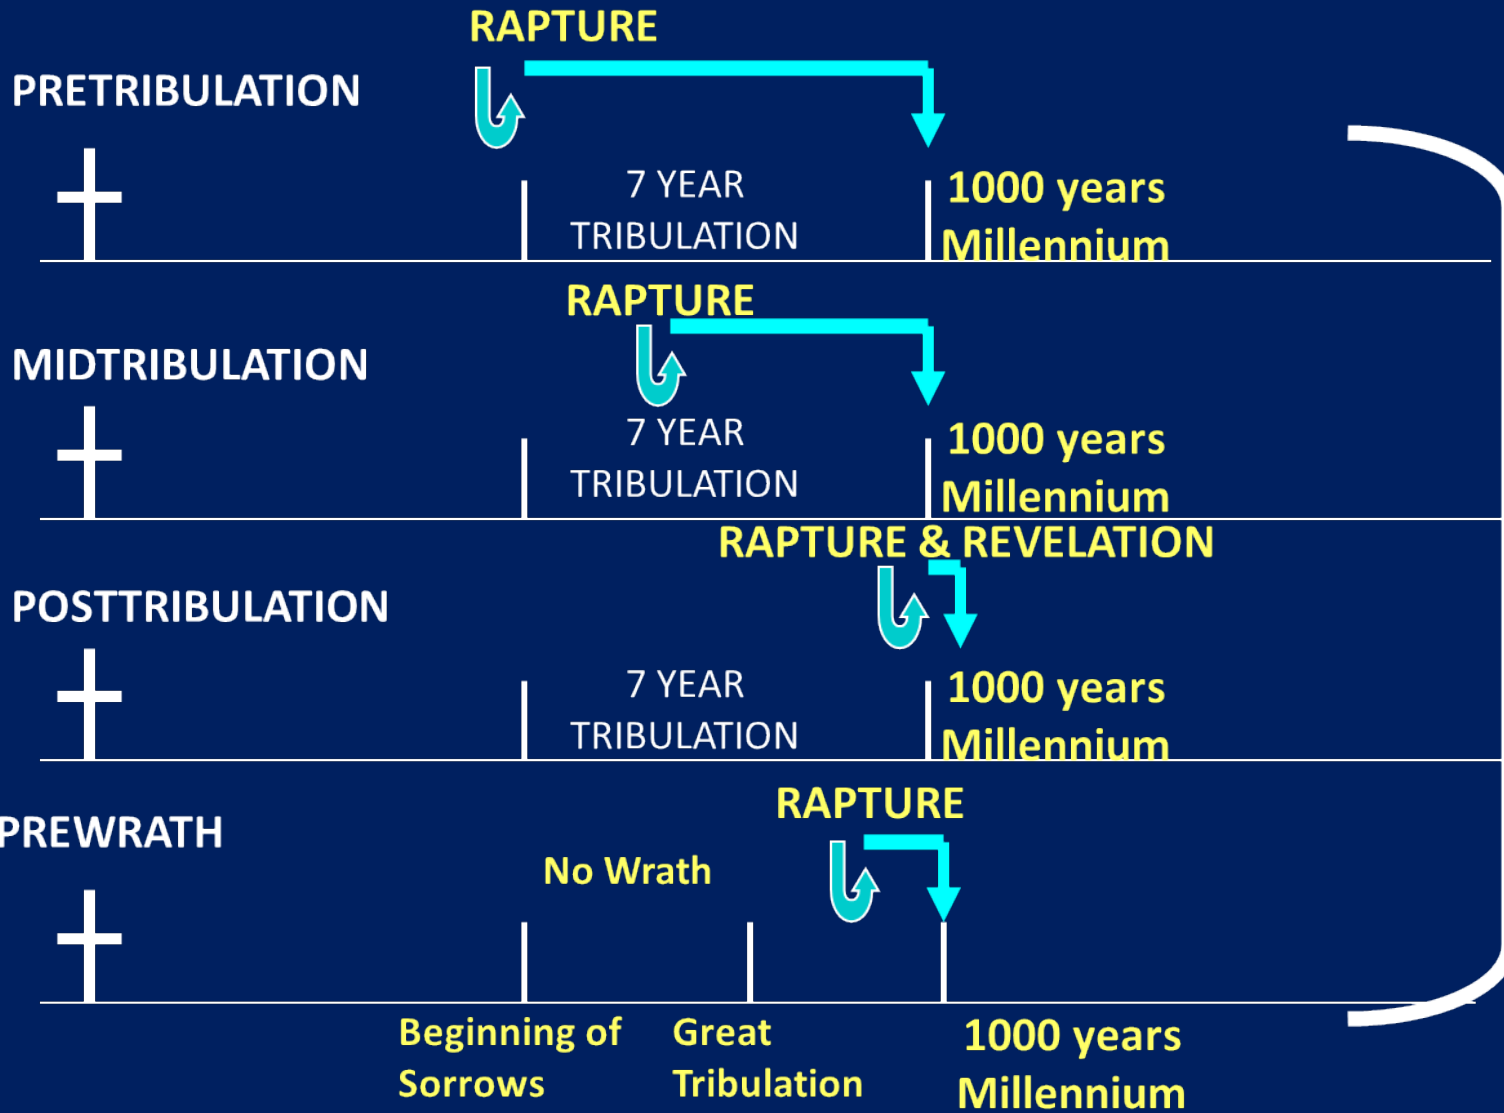 RAPTURE
PRETRIBULATION
7 YEAR
TRIBULATION
1000 years
Millennium
RAPTURE
MIDTRIBULATION
7 YEAR
TRIBULATION
1000 years
Millennium
RAPTURE & REVELATION
POSTTRIBULATION
7 YEAR
TRIBULATION
1000 years
Millennium
RAPTURE
PREWRATH
No Wrath
Beginning of
Sorrows
Great
Tribulation
1000 years
Millennium